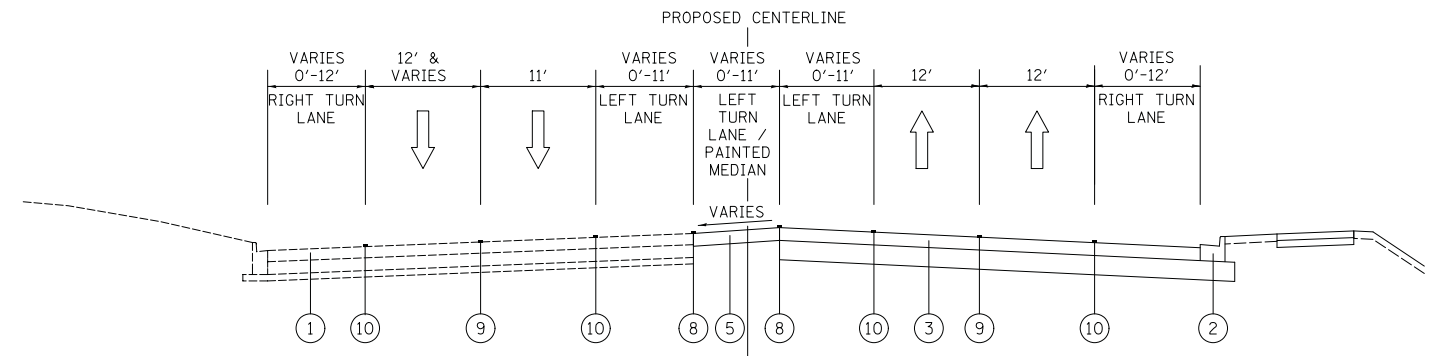 PROPOSED CENTERLINE
VARIES
0'-12'
RIGHT TURN
LANE
12' &
VARIES
11'
VARIES
0'-11'
LEFT TURN
LANE
VARIES
0'-11'
LEFT
TURN
LANE /
PAINTED
MEDIAN
VARIES
0'-11'
LEFT TURN
LANE
12'
12'
VARIES
0'-12'
RIGHT TURN
LANE
VARIES
1
10
9
10
8
5
8
10
3
9
10
2